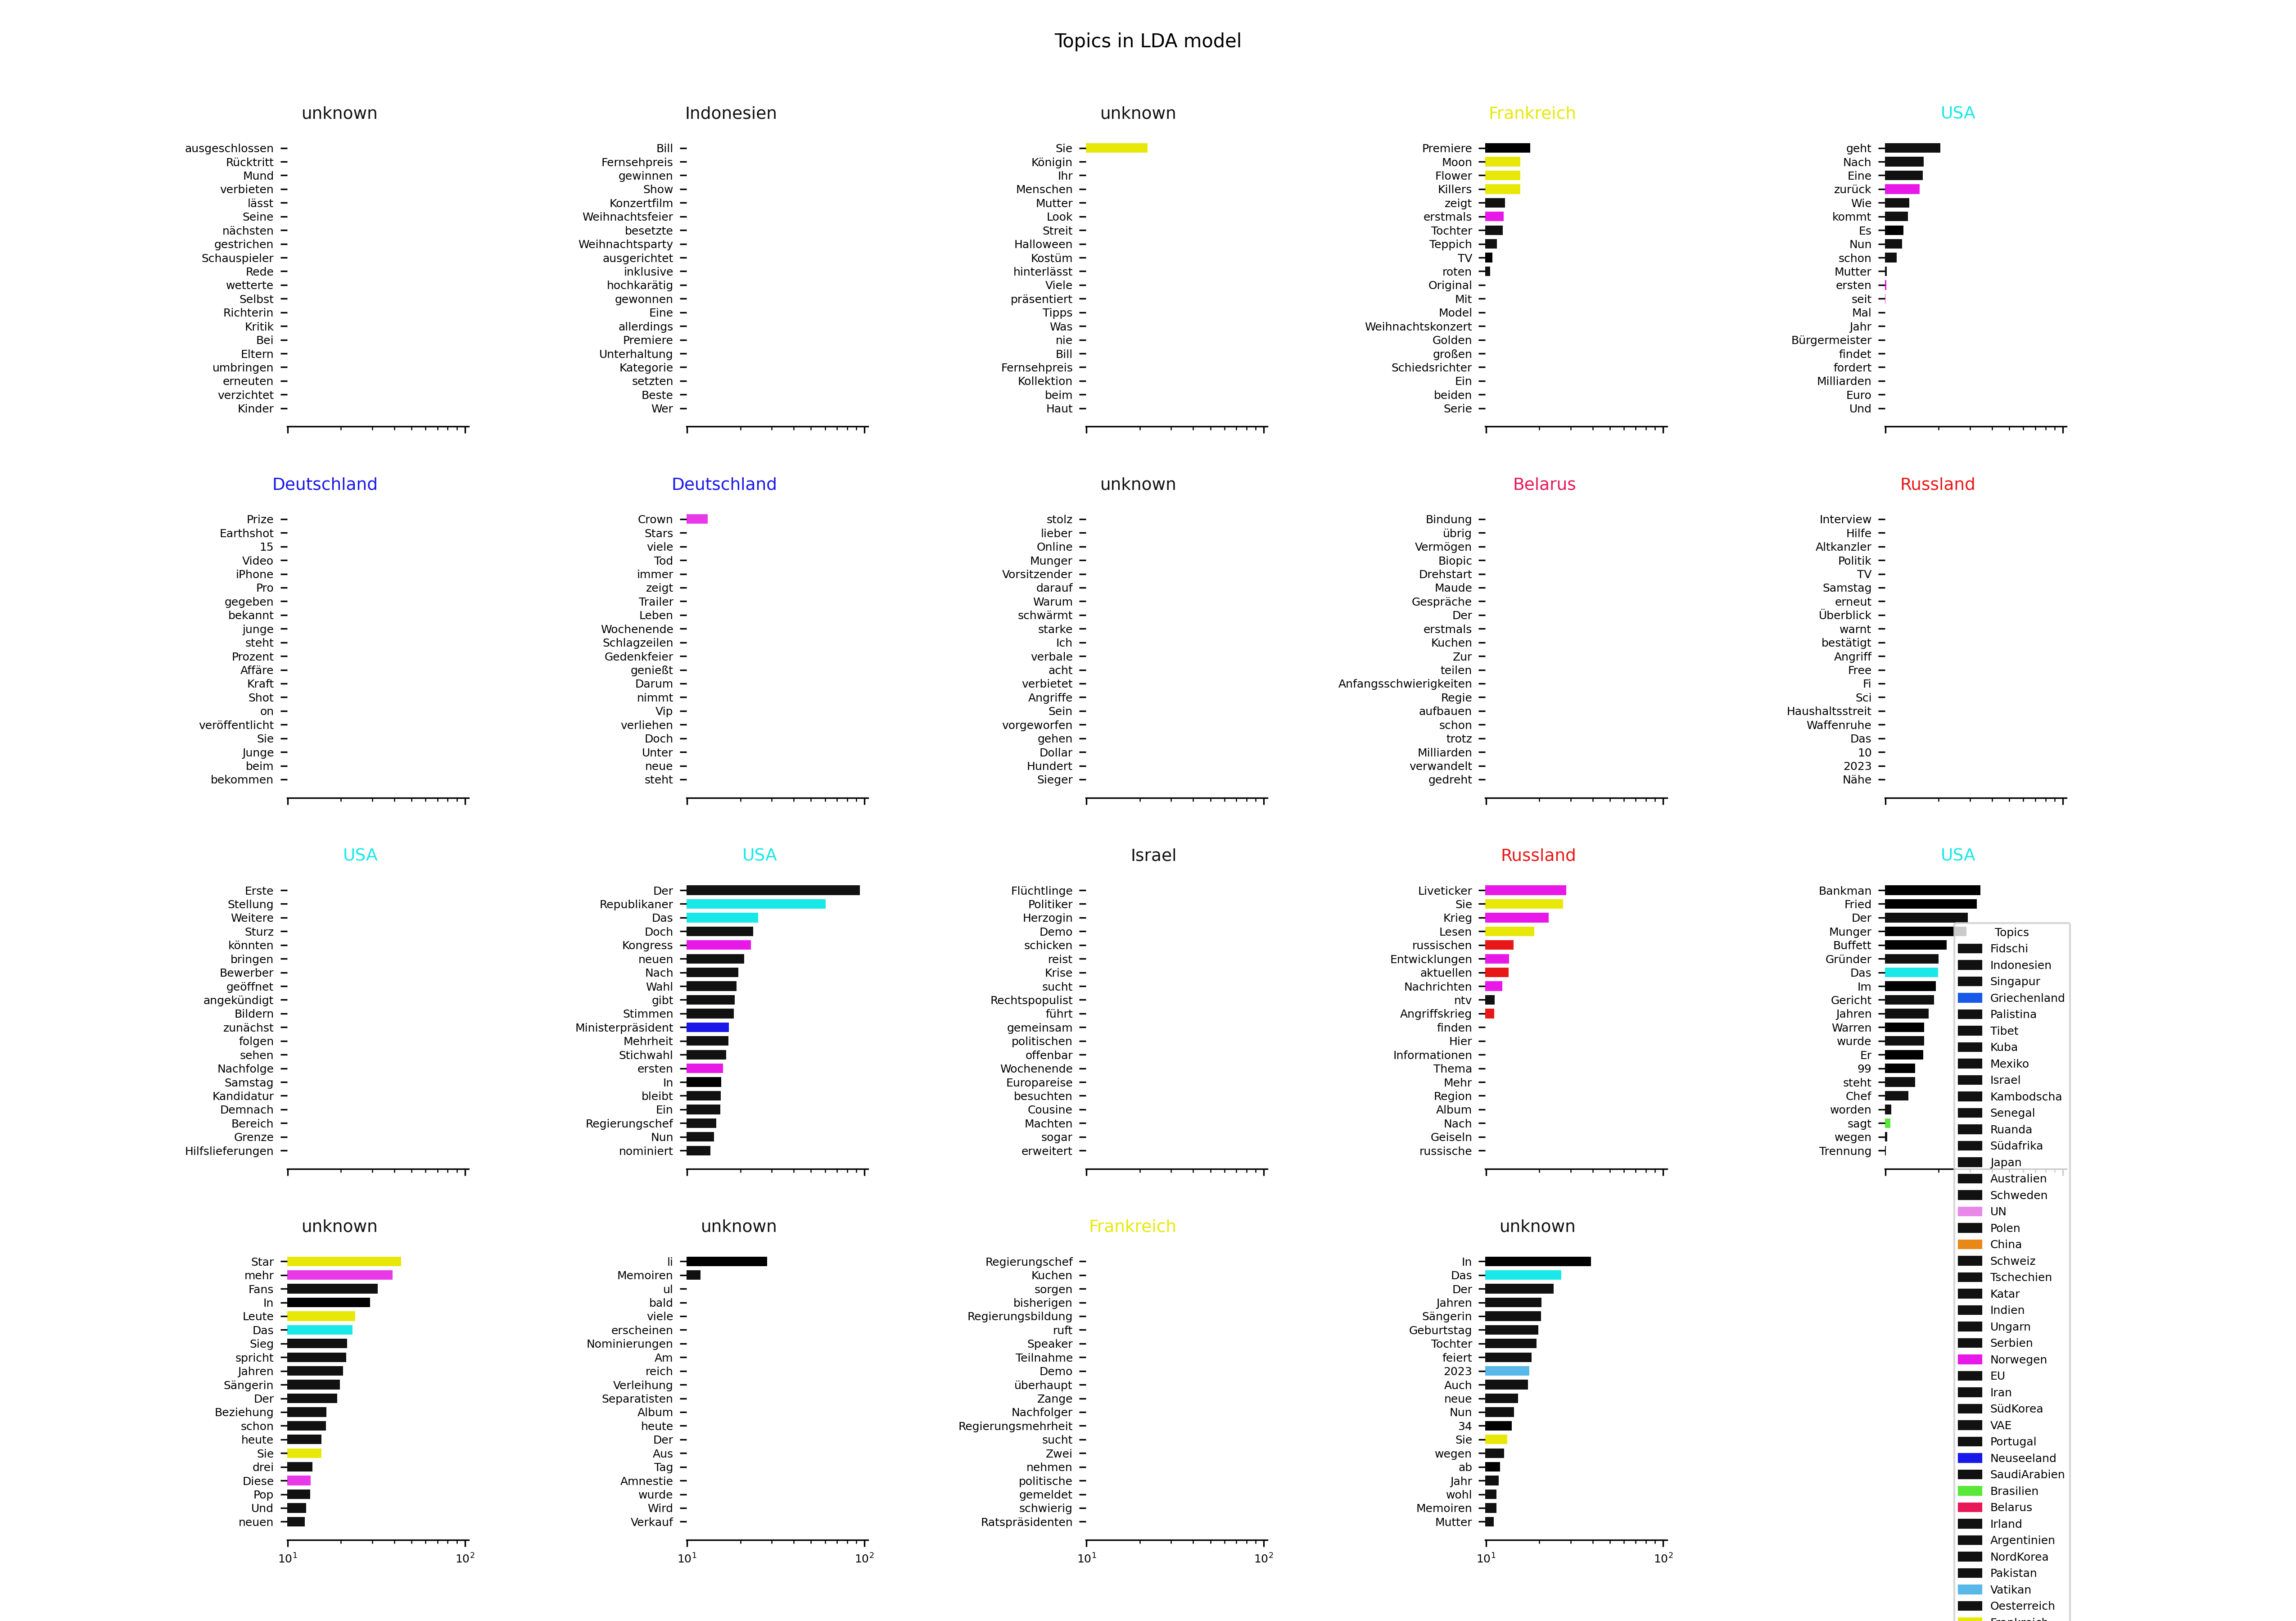 Topics in LDA model
unknown
ausgeschlossen
Rücktritt
Mund
verbieten
lässt
Seine
nächsten
gestrichen
Schauspieler
Rede
wetterte
Selbst
Richterin
Kritik
Bei
Eltern
umbringen
erneuten
verzichtet
Kinder
Indonesien
Bill
Fernsehpreis
gewinnen
Show
Konzertfilm
Weihnachtsfeier
besetzte
Weihnachtsparty
ausgerichtet
inklusive
hochkarätig
gewonnen
Eine
allerdings
Premiere
Unterhaltung
Kategorie
setzten
Beste
Wer
unknown
Sie
Königin
Ihr
Menschen
Mutter
Look
Streit
Halloween
Kostüm
hinterlässt
Viele
präsentiert
Tipps
Was
nie
Bill
Fernsehpreis
Kollektion
beim
Haut
Frankreich
Premiere
Moon
Flower
Killers
zeigt
erstmals
Tochter
Teppich
TV
roten
Original
Mit
Model
Weihnachtskonzert
Golden
großen
Schiedsrichter
Ein
beiden
Serie
USA
geht
Nach
Eine
zurück
Wie
kommt
Es
Nun
schon
Mutter
ersten
seit
Mal
Jahr
Bürgermeister
findet
fordert
Milliarden
Euro
Und
Deutschland
Prize
Earthshot
15
Video
iPhone
Pro
gegeben
bekannt
junge
steht
Prozent
Affäre
Kraft
Shot
on
veröffentlicht
Sie
Junge
beim
bekommen
Deutschland
Crown
Stars
viele
Tod
immer
zeigt
Trailer
Leben
Wochenende
Schlagzeilen
Gedenkfeier
genießt
Darum
nimmt
Vip
verliehen
Doch
Unter
neue
steht
unknown
stolz
lieber
Online
Munger
Vorsitzender
darauf
Warum
schwärmt
starke
Ich
verbale
acht
verbietet
Angriffe
Sein
vorgeworfen
gehen
Dollar
Hundert
Sieger
Belarus
Bindung
übrig
Vermögen
Biopic
Drehstart
Maude
Gespräche
Der
erstmals
Kuchen
Zur
teilen
Anfangsschwierigkeiten
Regie
aufbauen
schon
trotz
Milliarden
verwandelt
gedreht
Russland
Interview
Hilfe
Altkanzler
Politik
TV
Samstag
erneut
Überblick
warnt
bestätigt
Angriff
Free
Fi
Sci
Haushaltsstreit
Waffenruhe
Das
10
2023
Nähe
USA
Erste
Stellung
Weitere
Sturz
könnten
bringen
Bewerber
geöffnet
angekündigt
Bildern
zunächst
folgen
sehen
Nachfolge
Samstag
Kandidatur
Demnach
Bereich
Grenze
Hilfslieferungen
USA
Der
Republikaner
Das
Doch
Kongress
neuen
Nach
Wahl
gibt
Stimmen
Ministerpräsident
Mehrheit
Stichwahl
ersten
In
bleibt
Ein
Regierungschef
Nun
nominiert
Israel
Flüchtlinge
Politiker
Herzogin
Demo
schicken
reist
Krise
sucht
Rechtspopulist
führt
gemeinsam
politischen
offenbar
Wochenende
Europareise
besuchten
Cousine
Machten
sogar
erweitert
Russland
Liveticker
Sie
Krieg
Lesen
russischen
Entwicklungen
aktuellen
Nachrichten
ntv
Angriffskrieg
finden
Hier
Informationen
Thema
Mehr
Region
Album
Nach
Geiseln
russische
USA
Bankman
Fried
Der
Munger
Buffett
Gründer
Das
Im
Gericht
Jahren
Warren
wurde
Er
99
steht
Chef
worden
sagt
wegen
Trennung
unknown
Star
mehr
Fans
In
Leute
Das
Sieg
spricht
Jahren
Sängerin
Der
Beziehung
schon
heute
Sie
drei
Diese
Pop
Und
neuen
10¹ 10²
unknown
li
Memoiren
ul
bald
viele
erscheinen
Nominierungen
Am
reich
Verleihung
Separatisten
Album
heute
Der
Aus
Tag
Amnestie
wurde
Wird
Verkauf
10¹ 10²
Frankreich
Regierungschef
Kuchen
sorgen
bisherigen
Regierungsbildung
ruft
Speaker
Teilnahme
Demo
überhaupt
Zange
Nachfolger
Regierungsmehrheit
sucht
Zwei
nehmen
politische
gemeldet
schwierig
Ratspräsidenten
10¹ 10²
unknown
In
Das
Der
Jahren
Sängerin
Geburtstag
Tochter
feiert
2023
Auch
neue
Nun
34
Sie
wegen
ab
Jahr
wohl
Memoiren
Mutter
10¹ 10²
Topics
Fidschi
Indonesien
Singapur
Griechenland
Palistina
Tibet
Kuba
Mexiko
Israel
Kambodscha
Senegal
Ruanda
Südafrika
Japan
Australien
Schweden
UN
Polen
China
Schweiz
Tschechien
Katar
Indien
Ungarn
Serbien
Norwegen
EU
Iran
SüdKorea
VAE
Portugal
Neuseeland
SaudiArabien
Brasilien
Belarus
Irland
Argentinien
NordKorea
Pakistan
Vatikan
Oesterreich